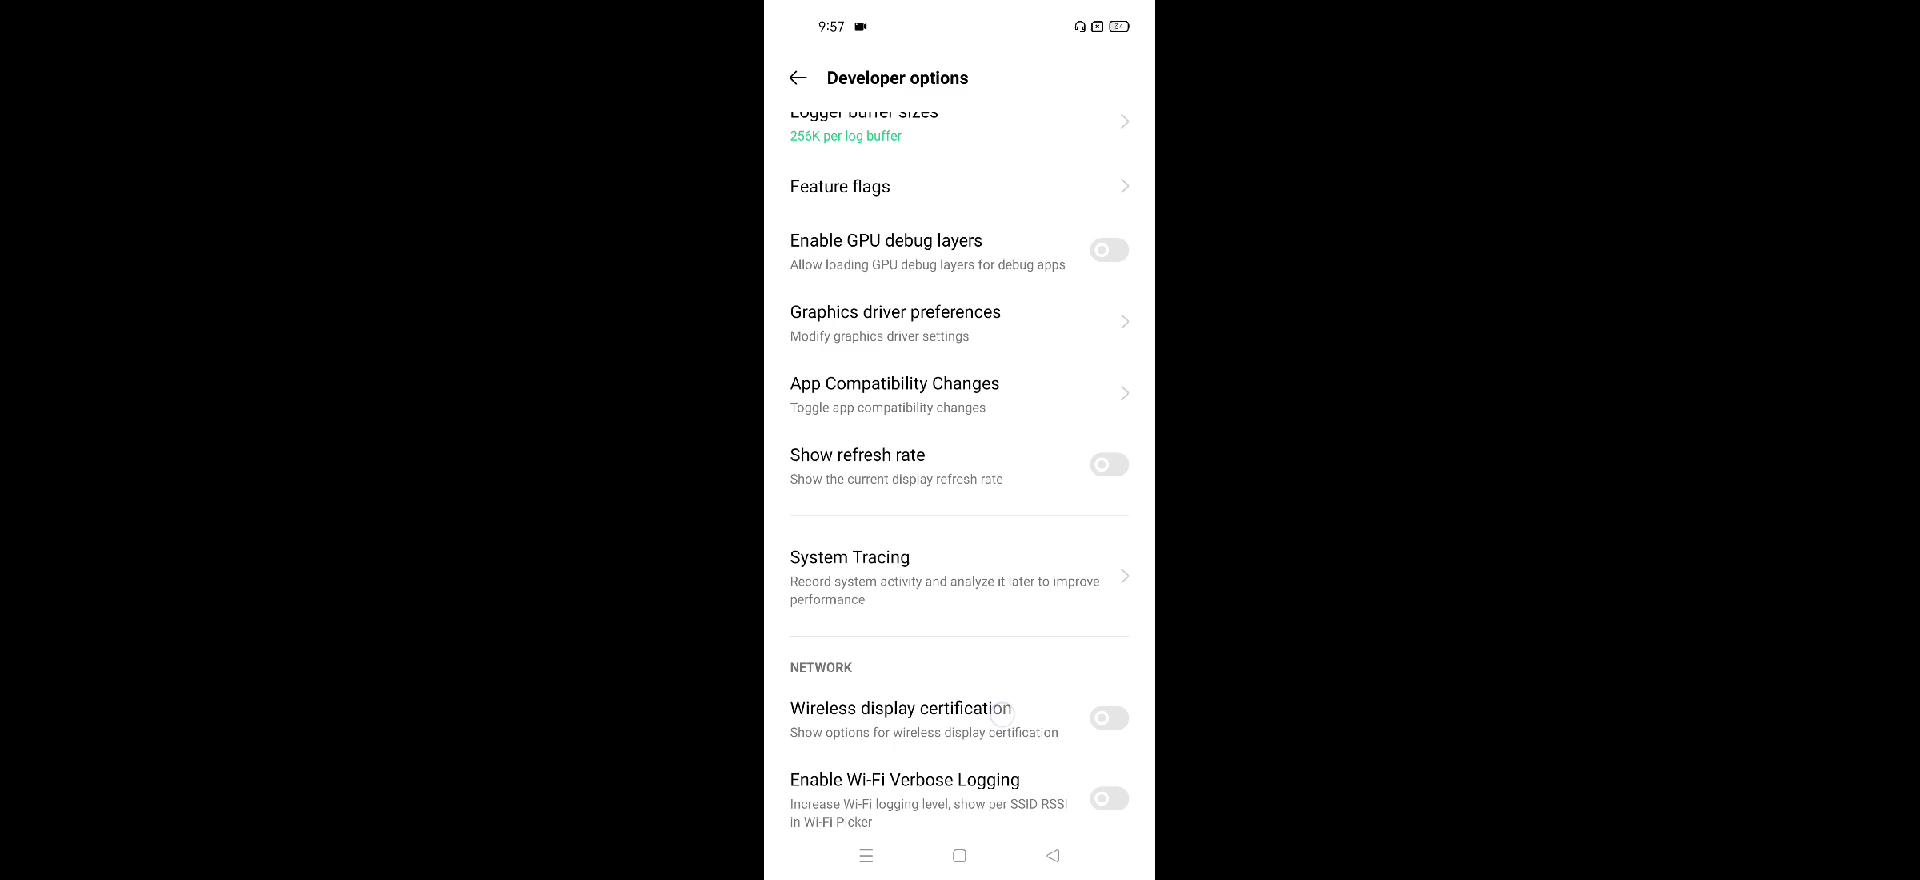 9:57
Developer options
Logger buffer sizes
256K per log buffer
Feature flags
Enable GPU debug layers
Allow loading GPU debug layers for debug apps
Graphics driver preferences
Modify graphics driver settings
App Compatibility Changes
Toggle app compatibility changes
Show refresh rate
Show the current display refresh rate
System Tracing
Record system activity and analyze it later to improve
performance
NETWORK
Wireless display certification
Show options for wireless display certification
Enable Wi-Fi Verbose Logging
Increase Wi-Fi logging level, show per SSID RSSI
in Wi-Fi Picker